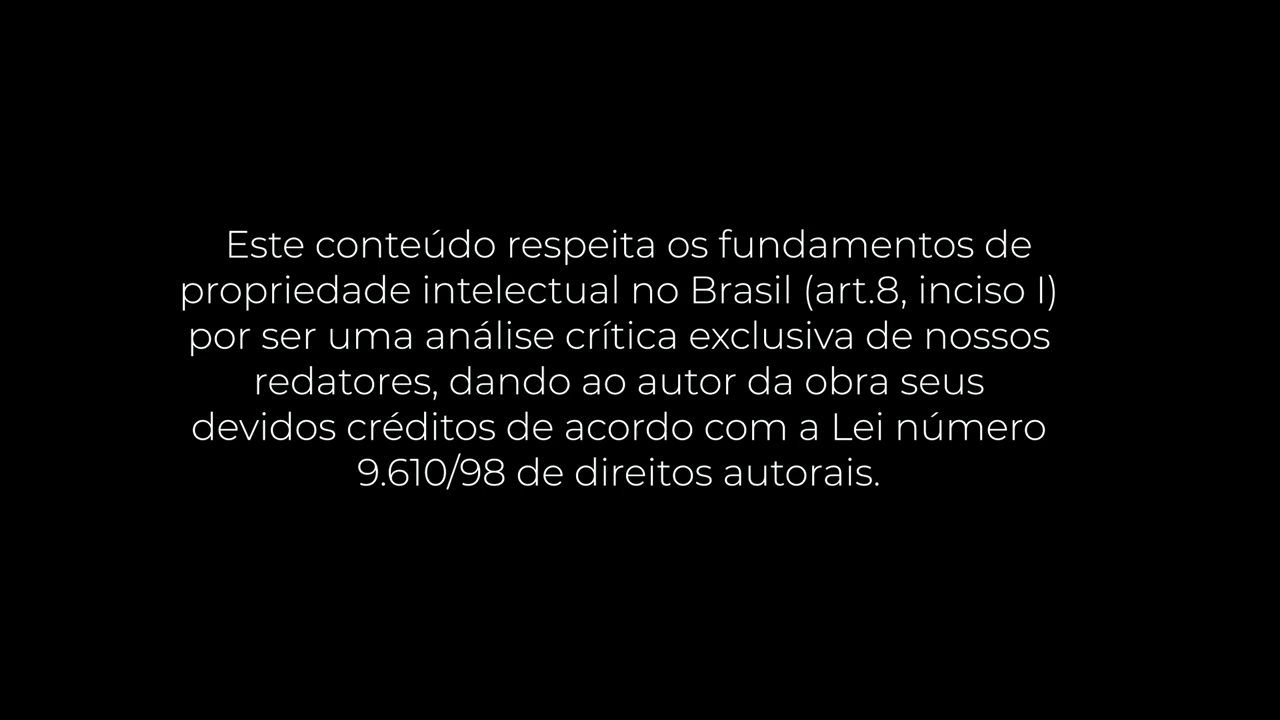 Este conteúdo respeita os fundamentos de
propriedade intelectual no Brasil (art.8, inciso I)
por ser uma análise crítica exclusiva de nossos
redatores, dando ao autor da obra seus
devidos créditos de acordo com a Lei número
9.610/98 de direitos autorais.